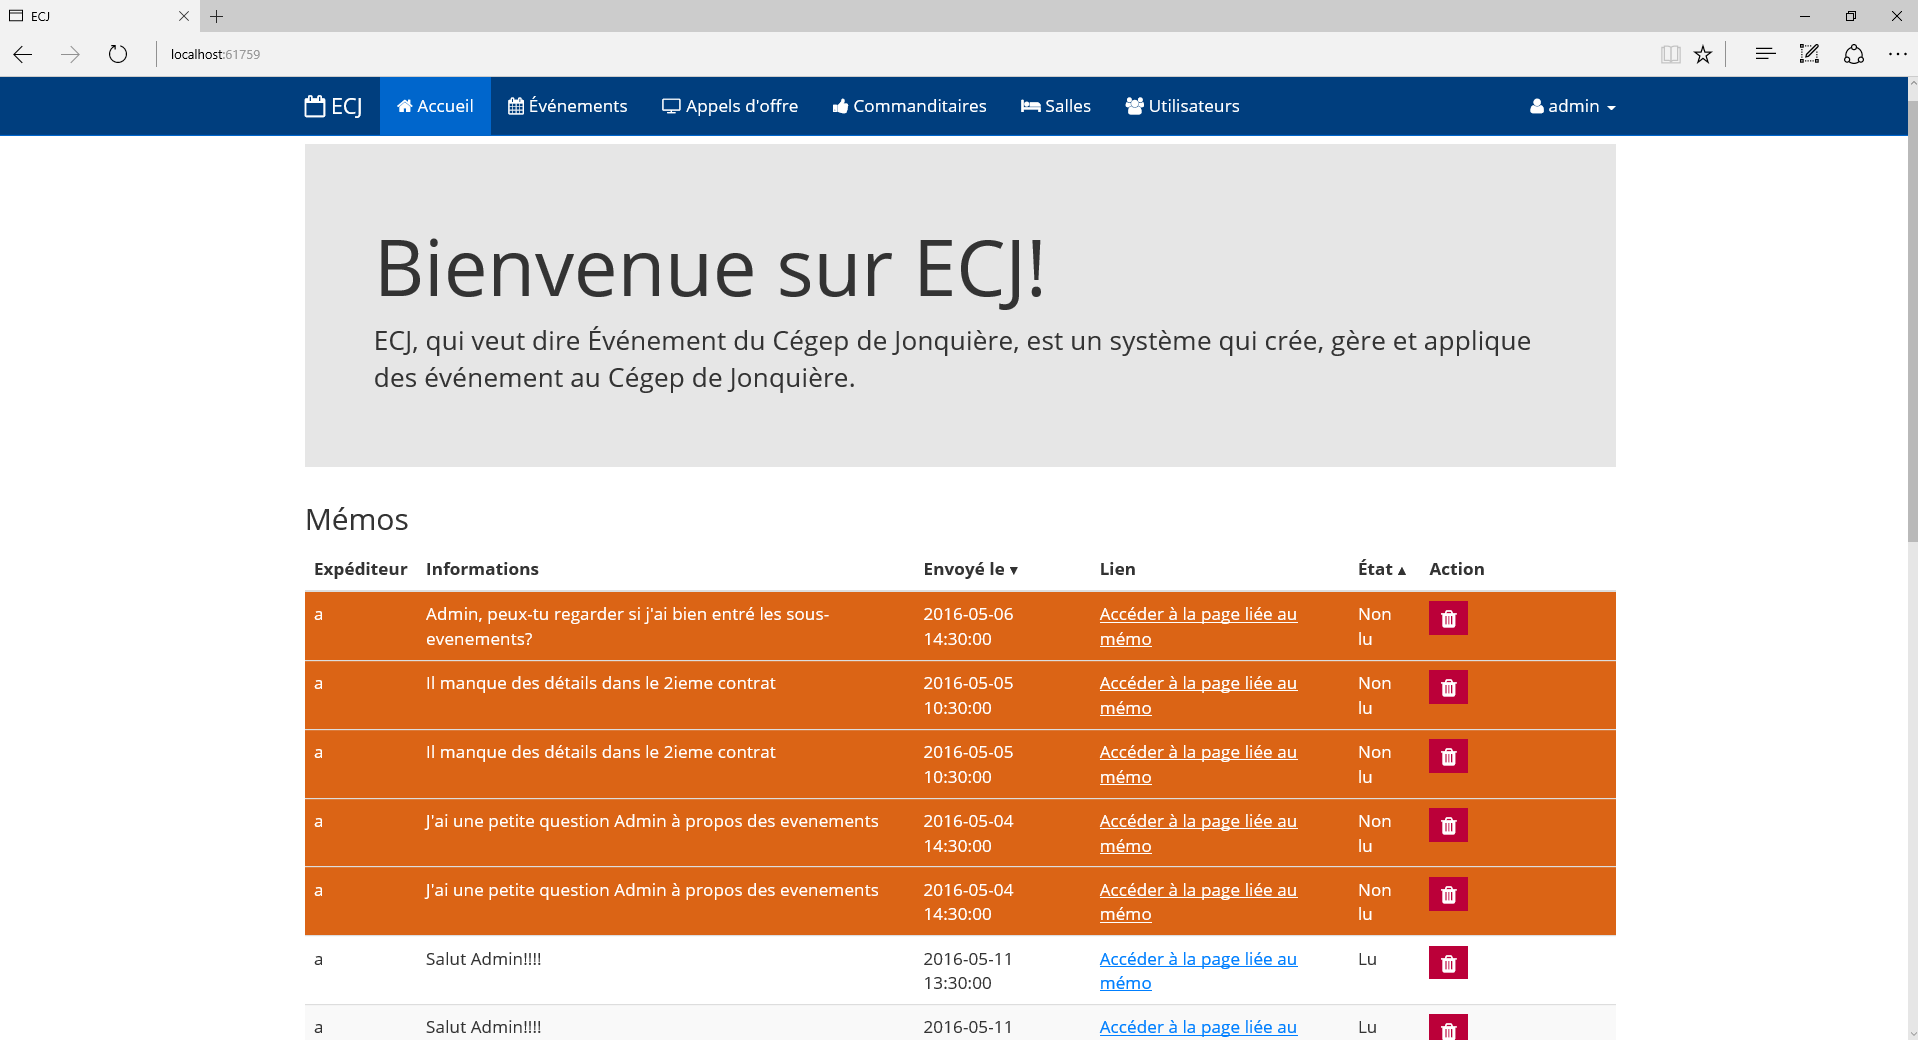 ECJ
localhost:61759
ECJ Accueil Événements Appels d'offre Commanditaires Salles Utilisateurs admin
Bienvenue sur ECJ!
ECJ, qui veut dire Événement du Cégep de Jonquière, est un système qui crée, gère et applique
des événement au Cégep de Jonquière.
Mémos
Expéditeur Informations Envoyé le ▼ Lien État ▲ Action
a Admin, peux-tu regarder si j'ai bien entré les sous- 2016-05-06 Accéder à la page liée au Non
evenements? 14:30:00 mémo lu
a Il manque des détails dans le 2ieme contrat 2016-05-05 Accéder à la page liée au Non
10:30:00 mémo lu
a Il manque des détails dans le 2ieme contrat 2016-05-05 Accéder à la page liée au Non
10:30:00 mémo lu
a J'ai une petite question Admin à propos des evenements 2016-05-04 Accéder à la page liée au Non
14:30:00 mémo lu
a J'ai une petite question Admin à propos des evenements 2016-05-04 Accéder à la page liée au Non
14:30:00 mémo lu
a Salut Admin!!!! 2016-05-11 Accéder à la page liée au Lu
13:30:00 mémo
a Salut Admin!!!! 2016-05-11 Accéder à la page liée au Lu